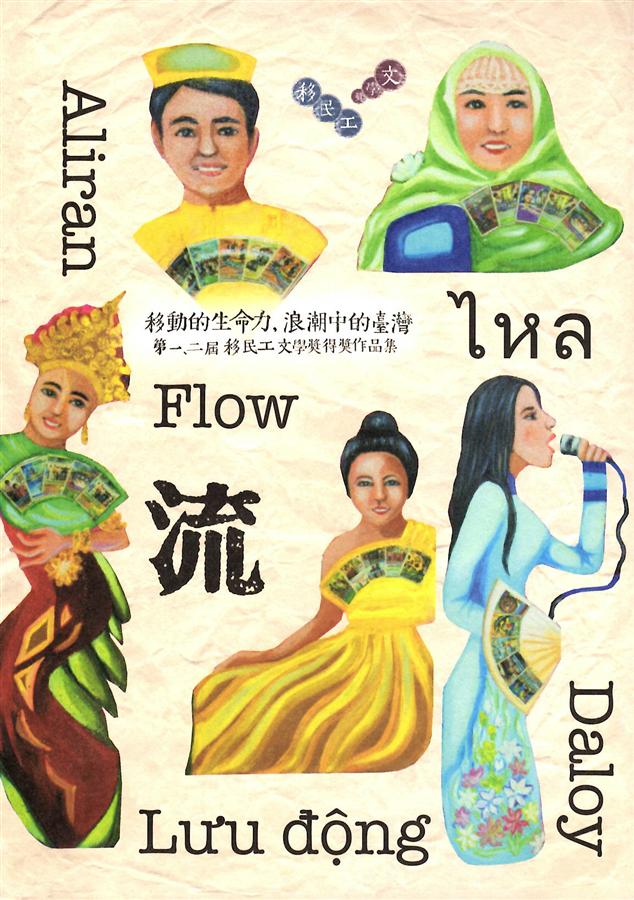 Aliran
移民工
文學獎
移動的生命力,浪潮中的臺灣
第一、二屆 移民工文學獎得獎作品集
ไหล
Flow
流
Daloy
Lưu động